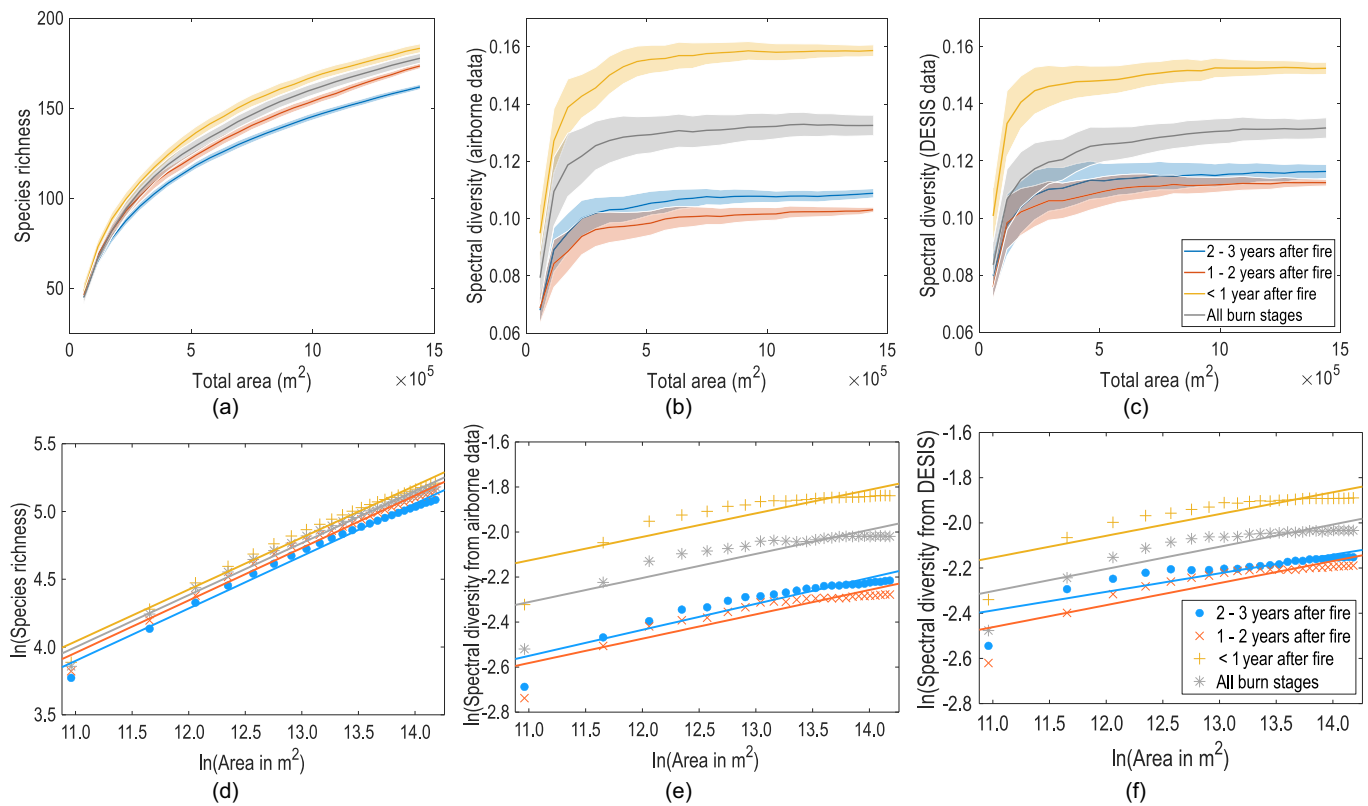 200
150
100
50
Species richness
0
5
10
15
Total area (m²)
×10⁵
(a)
0.16
0.14
0.12
0.10
0.08
0.06
Spectral diversity (airborne data)
0
5
10
15
Total area (m²)
×10⁵
(b)
0.16
0.14
0.12
0.10
0.08
0.06
Spectral diversity (DESIS data)
2 - 3 years after fire
1 - 2 years after fire
< 1 year after fire
All burn stages
0
5
10
15
Total area (m²)
×10⁵
(c)
5.5
5.0
4.5
4.0
3.5
ln(Species richness)
11.0
11.5
12.0
12.5
13.0
13.5
14.0
ln(Area in m²)
(d)
-1.6
-1.8
-2.0
-2.2
-2.4
-2.6
-2.8
ln(Spectral diversity from airborne data)
11.0
11.5
12.0
12.5
13.0
13.5
14.0
ln(Area in m²)
(e)
-1.6
-1.8
-2.0
-2.2
-2.4
-2.6
-2.8
ln(Spectral diversity from DESIS)
2 - 3 years after fire
1 - 2 years after fire
< 1 year after fire
All burn stages
11.0
11.5
12.0
12.5
13.0
13.5
14.0
ln(Area in m²)
(f)